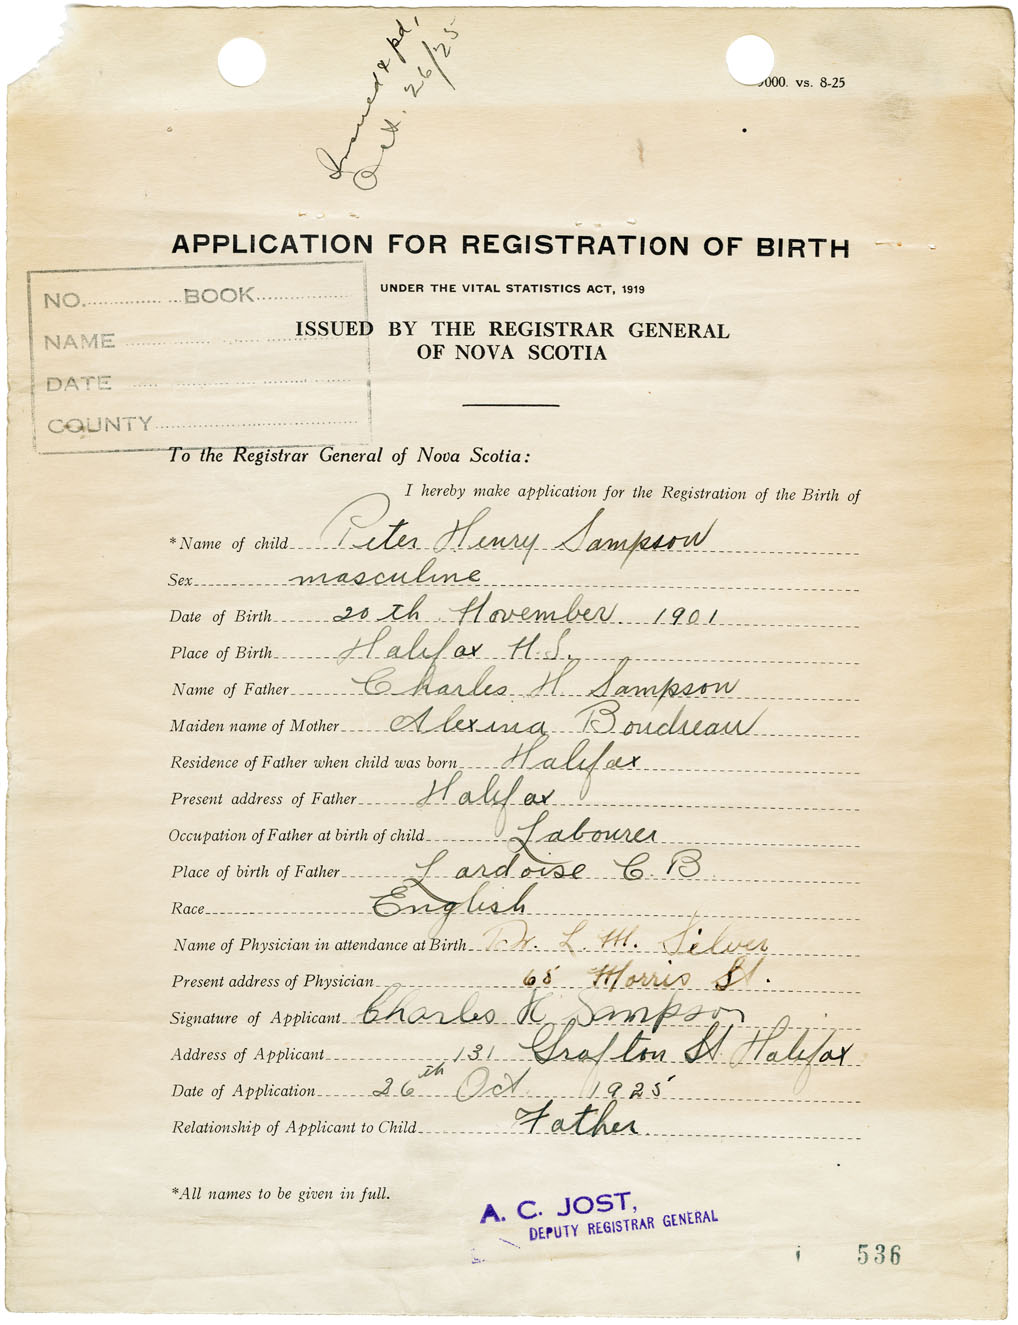 Issued & pd.
Oct. 26/25
000. vs. 8-25
APPLICATION FOR REGISTRATION OF BIRTH
UNDER THE VITAL STATISTICS ACT, 1919
ISSUED BY THE REGISTRAR GENERAL
OF NOVA SCOTIA
NO. BOOK
NAME
DATE
COUNTY
To the Registrar General of Nova Scotia:
I hereby make application for the Registration of the Birth of
*Name of child Peter Henry Sampson
Sex masculine
Date of Birth 20th November. 1901
Place of Birth Halifax N.S.
Name of Father Charles H Sampson
Maiden name of Mother Alexina Boudreau
Residence of Father when child was born Halifax
Present address of Father Halifax
Occupation of Father at birth of child Labourer
Place of birth of Father Lardoise C.B
Race English
Name of Physician in attendance at Birth Dr. L. M. Silver
Present address of Physician 65 Morris St.
Signature of Applicant Charles H Sampson
Address of Applicant 131 Grafton St Halifax
Date of Application 26th Oct 1925
Relationship of Applicant to Child Father.
*All names to be given in full.
A. C. JOST,
DEPUTY REGISTRAR GENERAL
536